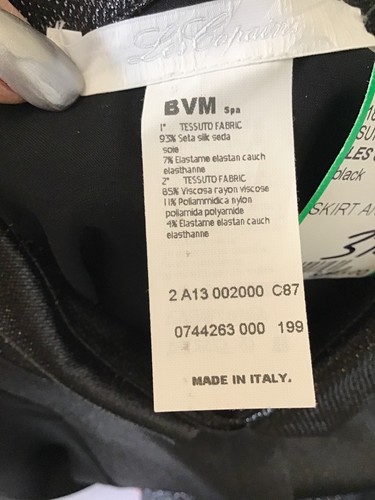 Les Copains
BVM Spa
1° TESSUTO FABRIC
93% Seta silk seda
soie
7% Elastame elastan cauch
elasthanne
2° TESSUTO FABRIC
85% Viscosa rayon viscose
11% Poliammidica nylon
poliamida polyamide
4% Elastame elastan cauch
elasthanne
2 A13 002000 C87
0744263 000 199
MADE IN ITALY.
LES
black
SKIRT